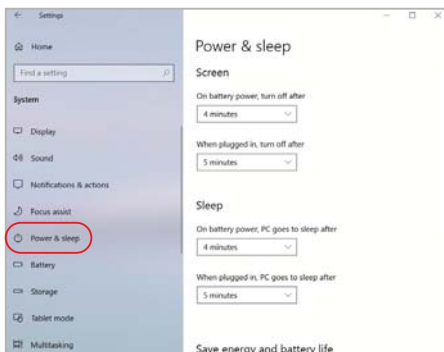 Settings
Home
Find a setting
System
Display
Sound
Notifications & actions
Focus assist
Power & sleep
Battery
Storage
Tablet mode
Multitasking
Power & sleep
Screen
On battery power, turn off after
4 minutes
When plugged in, turn off after
5 minutes
Sleep
On battery power, PC goes to sleep after
4 minutes
When plugged in, PC goes to sleep after
5 minutes
Save energy and battery life